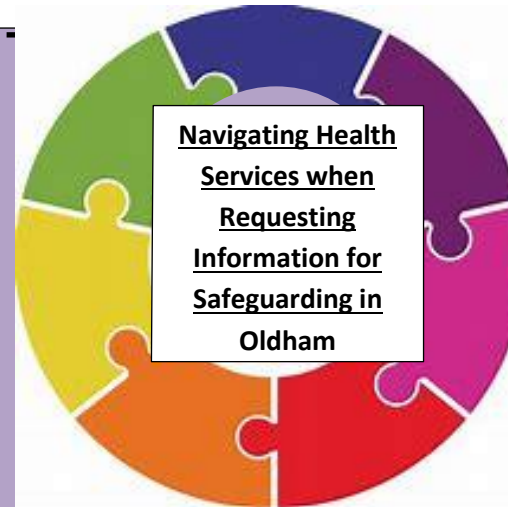 Navigating Health
Services when
Requesting
Information for
Safeguarding in
Oldham